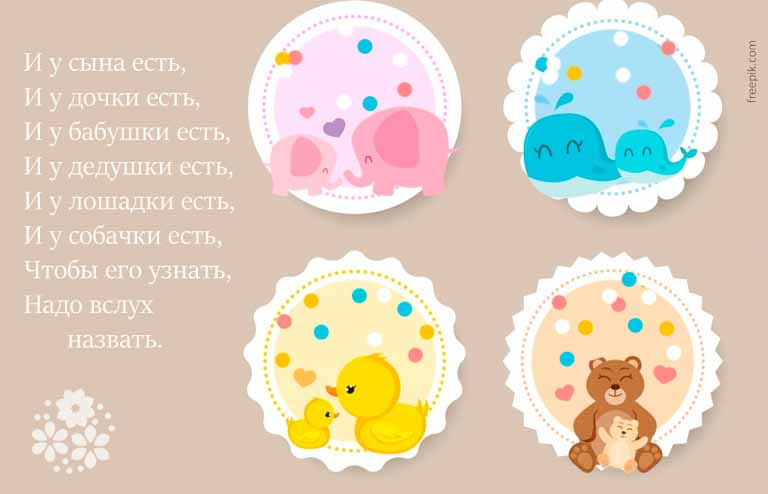 И у сына есть,
И у дочки есть,
И у бабушки есть,
И у дедушки есть,
И у лошадки есть,
И у собачки есть,
Чтобы его узнать,
Надо вслух
назвать.
freepik.com